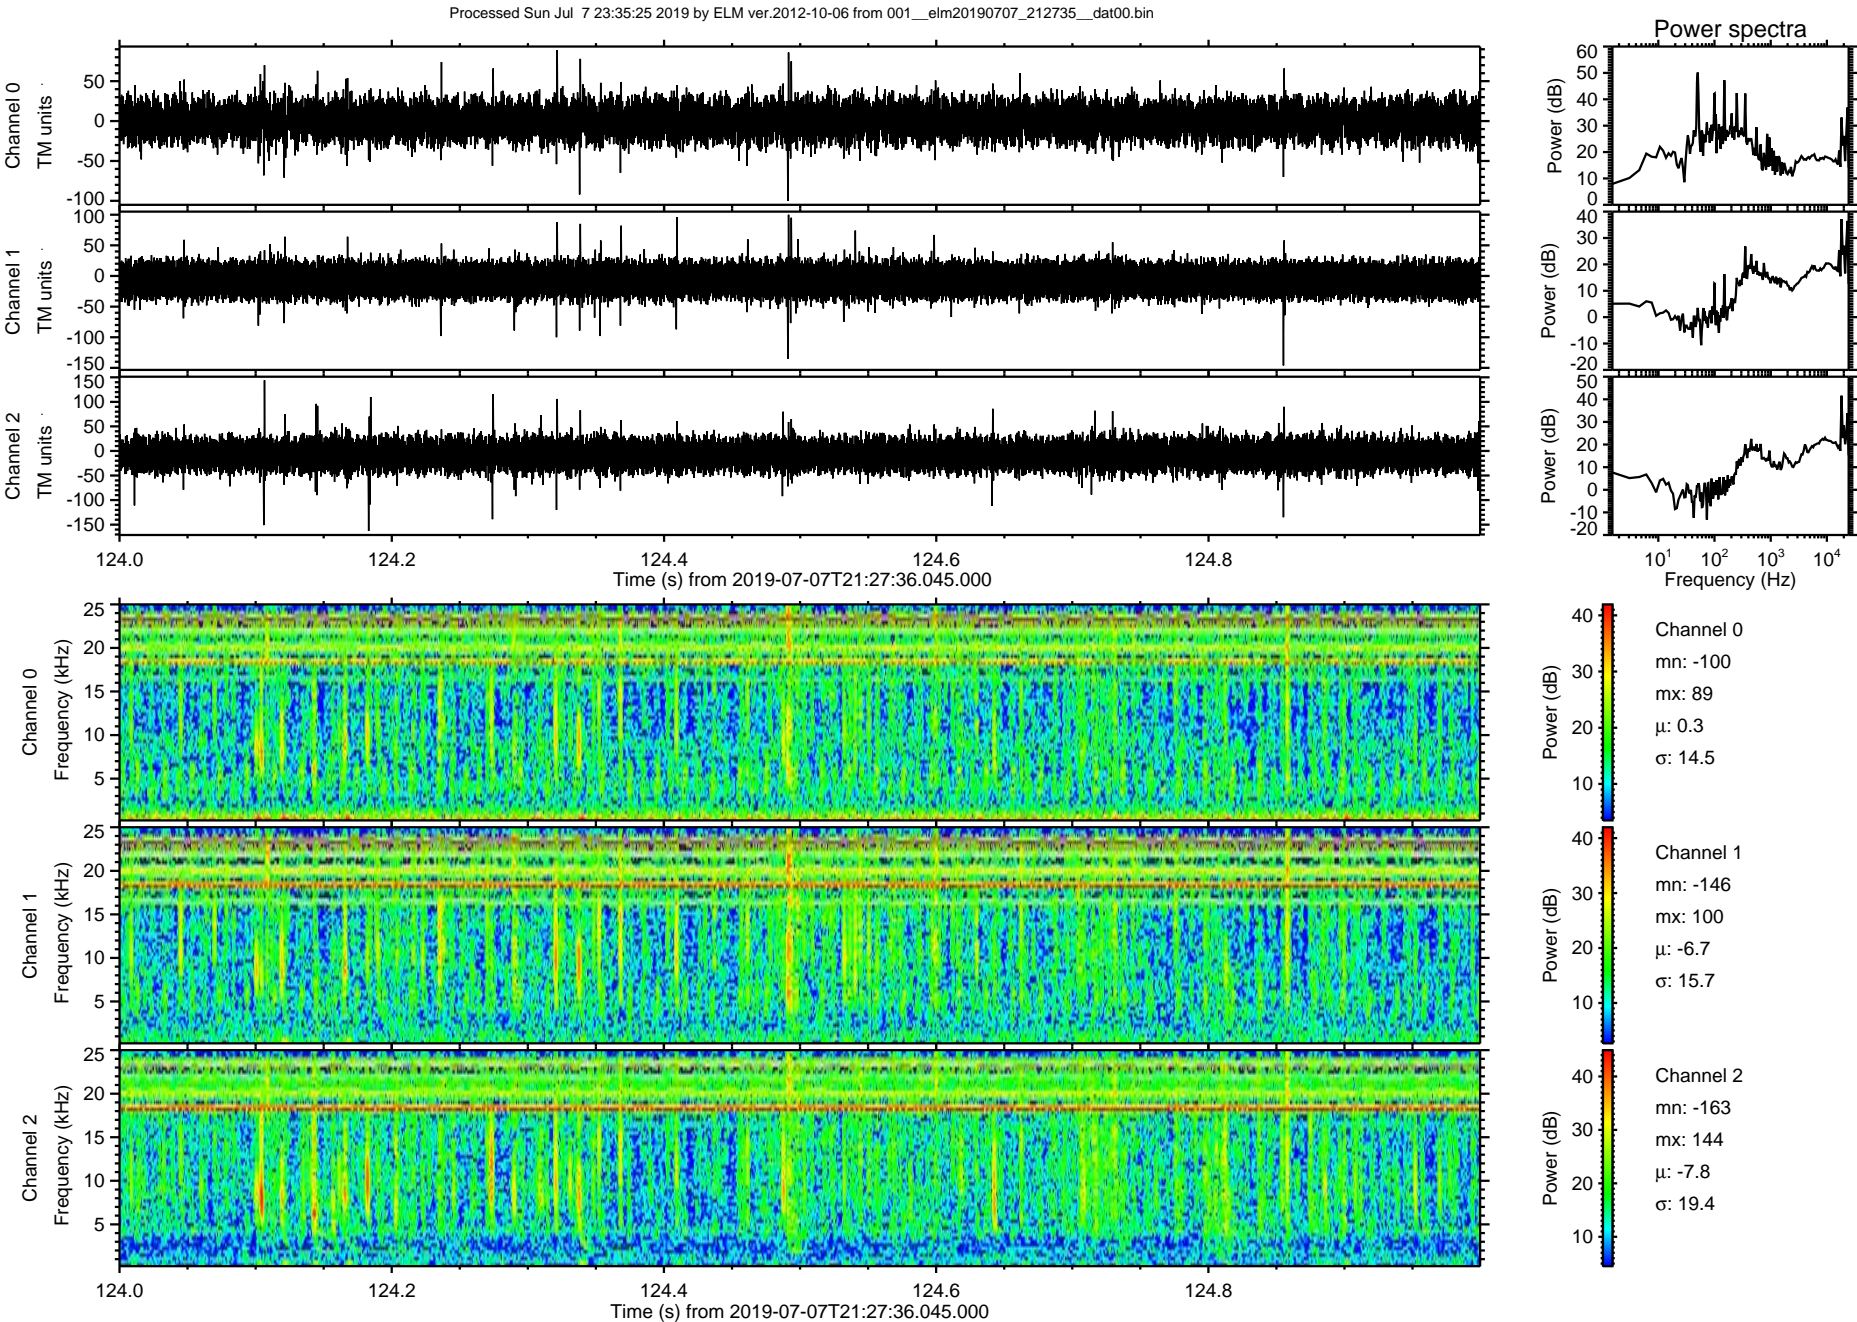 Processed Sun Jul 7 23:35:25 2019 by ELM ver.2012-10-06 from 001__elm20190707_212735__dat00.bin
Power spectra
Channel 0
TM units
50
0
-50
-100
Power (dB)
60
50
40
30
20
10
0
Channel 1
TM units
100
50
0
-50
-100
-150
Power (dB)
40
30
20
10
0
-10
-20
Channel 2
TM units
150
100
50
0
-50
-100
-150
Power (dB)
50
40
30
20
10
0
-10
-20
124.0 124.2 124.4 124.6 124.8
Time (s) from 2019-07-07T21:27:36.045.000
10¹ 10² 10³ 10⁴
Frequency (Hz)
Channel 0
Frequency (kHz)
25
20
15
10
5
Power (dB)
40
30
20
10
Channel 0
mn: -100
mx: 89
μ: 0.3
σ: 14.5
Channel 1
Frequency (kHz)
25
20
15
10
5
Power (dB)
40
30
20
10
Channel 1
mn: -146
mx: 100
μ: -6.7
σ: 15.7
Channel 2
Frequency (kHz)
25
20
15
10
5
Power (dB)
40
30
20
10
Channel 2
mn: -163
mx: 144
μ: -7.8
σ: 19.4
124.0 124.2 124.4 124.6 124.8
Time (s) from 2019-07-07T21:27:36.045.000